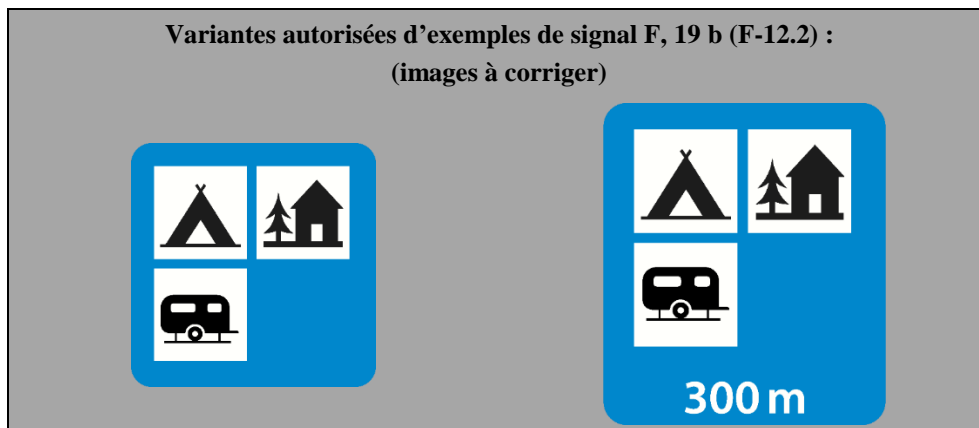 Variantes autorisées d’exemples de signal F, 19 b (F-12.2) :
(images à corriger)
300 m